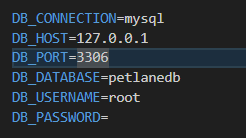 DB_CONNECTION=mysql
DB_HOST=127.0.0.1
DB_PORT=3306
DB_DATABASE=petlanedb
DB_USERNAME=root
DB_PASSWORD=